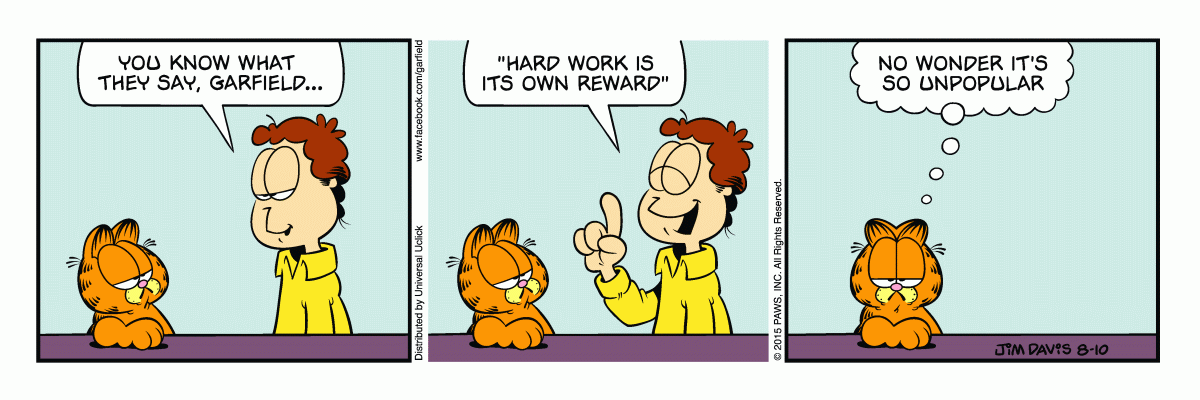 YOU KNOW WHAT
THEY SAY, GARFIELD...
www.facebook.com/garfield
Distributed by Universal Uclick
"HARD WORK IS
ITS OWN REWARD"
© 2015 PAWS, INC. All Rights Reserved.
NO WONDER IT'S
SO UNPOPULAR
JIM DAVIS 8-10